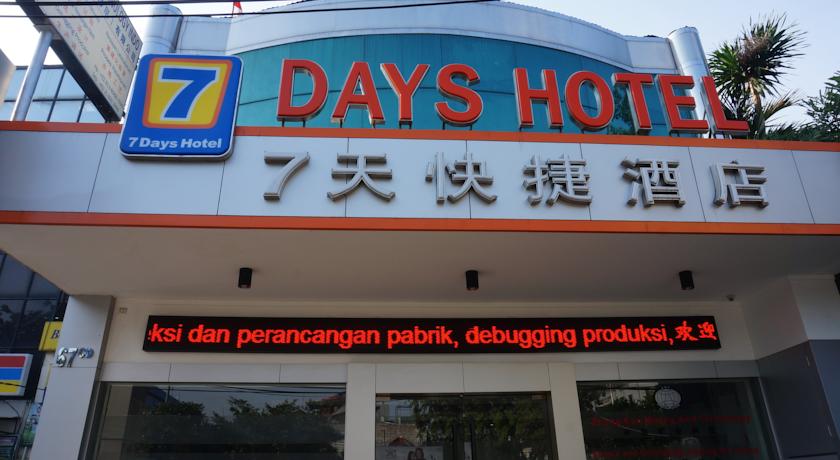 7 DAYS HOTEL
7
7 Days Hotel
7天快捷酒店
ksi dan perancangan pabrik, debugging produksi, 欢迎
67